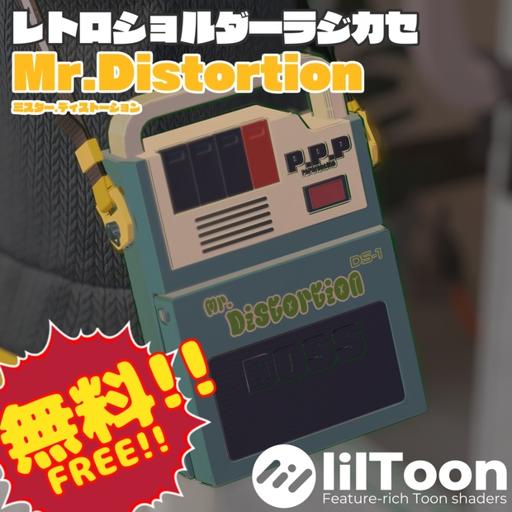 レトロショルダーラジカセ
Mr.Distortion
ミスター.ディストーション
P.P.P
DS-1
Mr.
Distortion
BOSS
無料!!
FREE!!
lilToon
Feature-rich Toon shaders